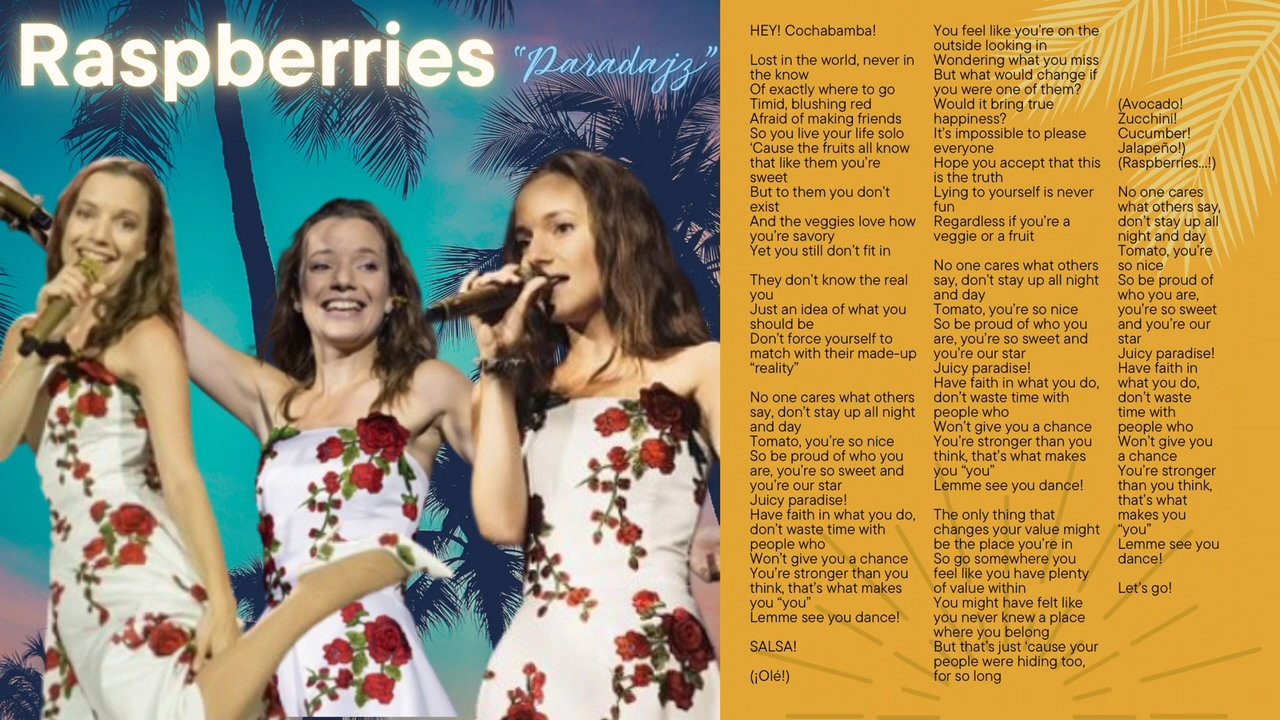 Raspberries
“Paradajz”
HEY! Cochabamba!
Lost in the world, never in
the know
Of exactly where to go
Timid, blushing red
Afraid of making friends
So you live your life solo
‘Cause the fruits all know
that like them you’re
sweet
But to them you don’t
exist
And the veggies love how
you’re savory
Yet you still don’t fit in
They don’t know the real
you
Just an idea of what you
should be
Don’t force yourself to
match with their made-up
“reality”
No one cares what others
say, don’t stay up all night
and day
Tomato, you’re so nice
So be proud of who you
are, you’re so sweet and
you’re our star
Juicy paradise!
Have faith in what you do,
don’t waste time with
people who
Won’t give you a chance
You’re stronger than you
think, that’s what makes
you “you”
Lemme see you dance!
SALSA!
(¡Olé!)
You feel like you’re on the
outside looking in
Wondering what you miss
But what would change if
you were one of them?
Would it bring true
happiness?
It’s impossible to please
everyone
Hope you accept that this
is the truth
Lying to yourself is never
fun
Regardless if you’re a
veggie or a fruit
No one cares what others
say, don’t stay up all night
and day
Tomato, you’re so nice
So be proud of who you
are, you’re so sweet and
you’re our star
Juicy paradise!
Have faith in what you do,
don’t waste time with
people who
Won’t give you a chance
You’re stronger than you
think, that’s what makes
you “you”
Lemme see you dance!
The only thing that
changes your value might
be the place you’re in
So go somewhere you
feel like you have plenty
of value within
You might have felt like
you never knew a place
where you belong
But that’s just ‘cause your
people were hiding too,
for so long
(Avocado!
Zucchini!
Cucumber!
Jalapeño!)
(Raspberries...!)
No one cares
what others say,
don’t stay up all
night and day
Tomato, you’re
so nice
So be proud of
who you are,
you’re so sweet
and you’re our
star
Juicy paradise!
Have faith in
what you do,
don’t waste
time with
people who
Won’t give you
a chance
You’re stronger
than you think,
that’s what
makes you
“you”
Lemme see you
dance!
Let’s go!